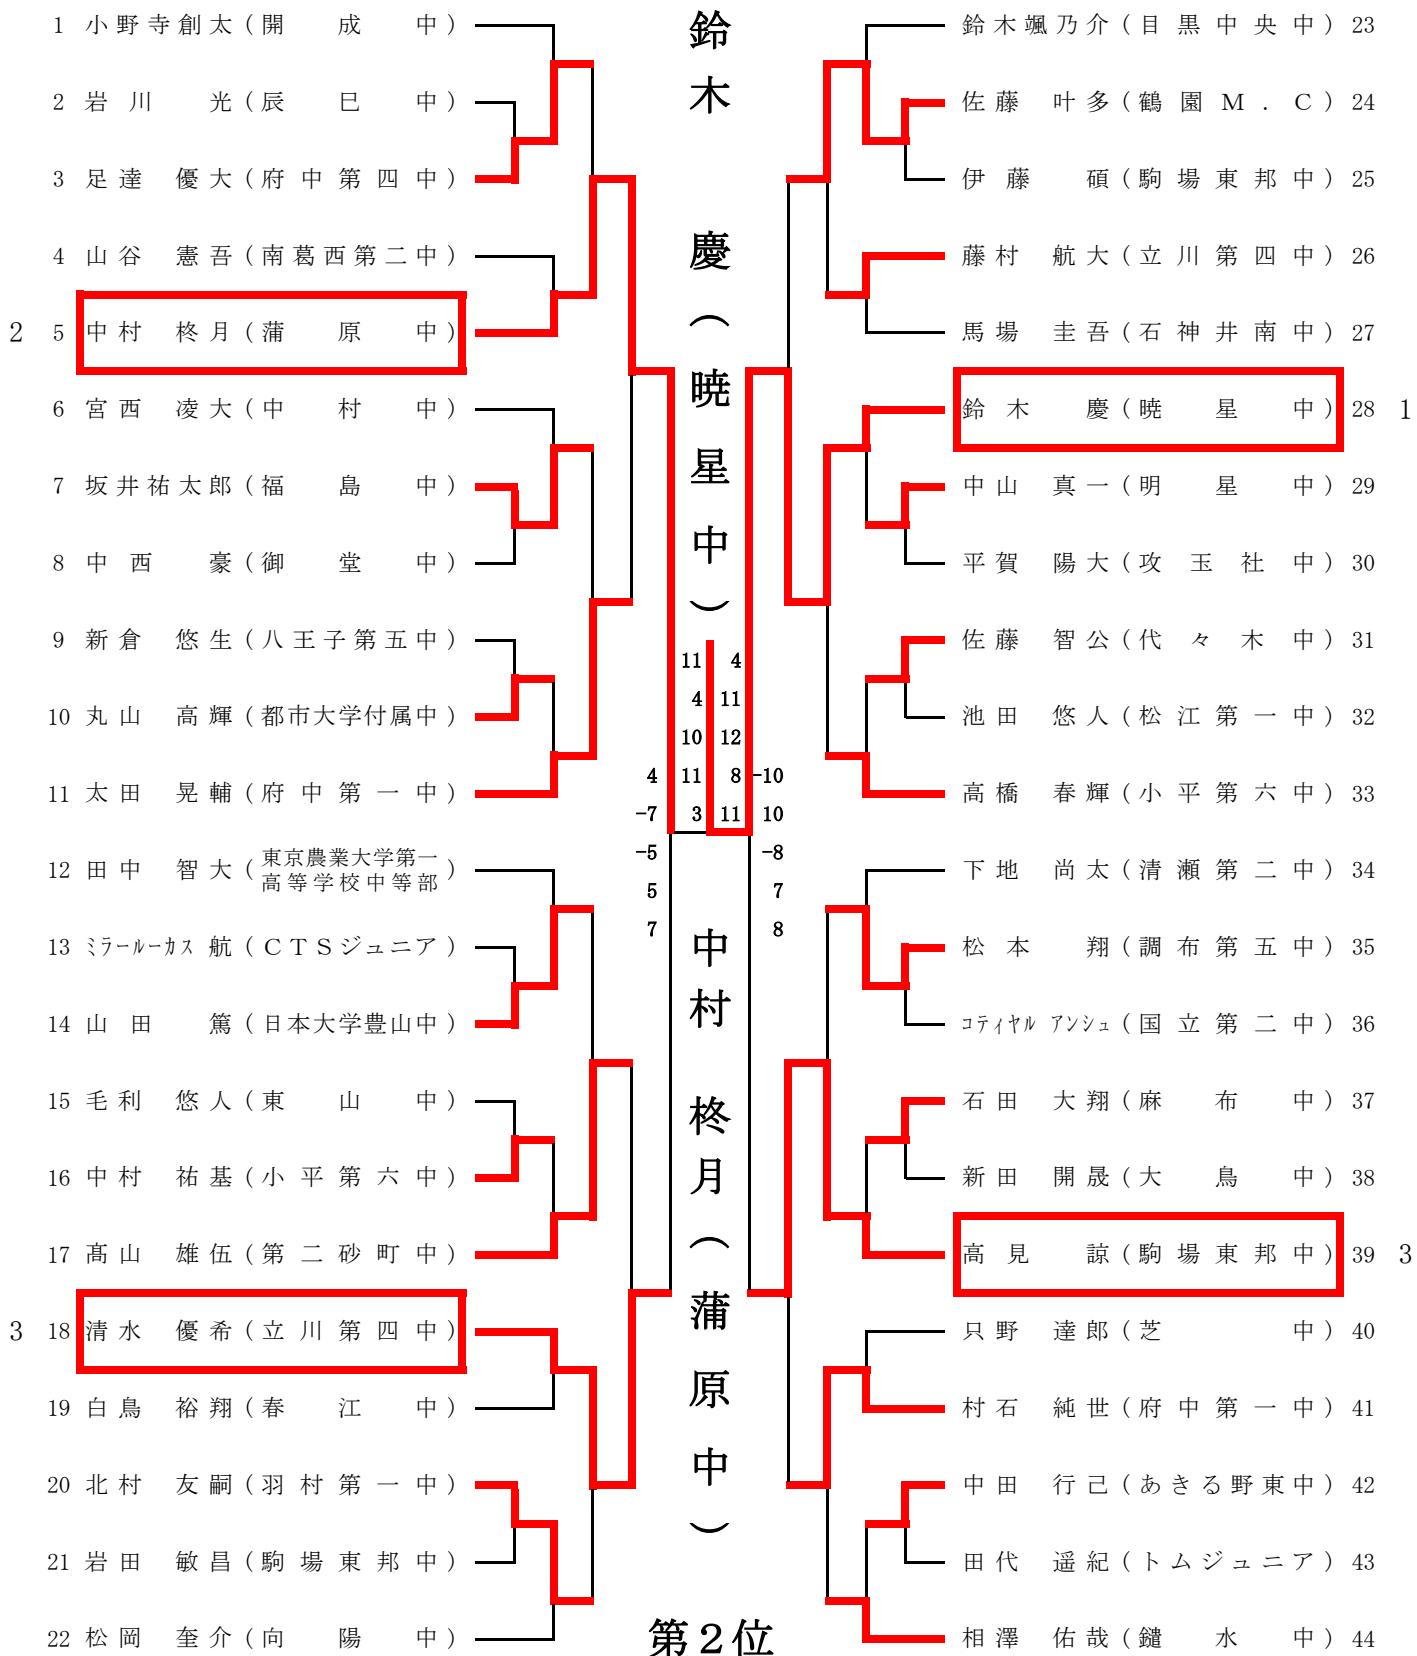 1 小野寺創太(開成中)
2 岩川 光(辰巳中)
3 足達 優大(府中第四中)
4 山谷 憲吾(南葛西第二中)
2 5 中村 柊月(蒲原中)
6 宮西 凌大(中村中)
7 坂井祐太郎(福島中)
8 中西 豪(御堂中)
9 新倉 悠生(八王子第五中)
10 丸山 高輝(都市大学付属中)
11 太田 晃輔(府中第一中)
12 田中 智大(東京農業大学第一
高等学校中等部)
13 ミラールーカス 航(CTSジュニア)
14 山田 篤(日本大学豊山中)
15 毛利 悠人(東山中)
16 中村 祐基(小平第六中)
17 髙山 雄伍(第二砂町中)
3 18 清水 優希(立川第四中)
19 白鳥 裕翔(春江中)
20 北村 友嗣(羽村第一中)
21 岩田 敏昌(駒場東邦中)
22 松岡 奎介(向陽中)
鈴木 慶(暁星中)
11 4
4 11
10 12
11 8
3 11
4
-7
-5
5
7
-10
10
-8
7
8
中村 柊月(蒲原中)
第2位
鈴木颯乃介(目黒中央中) 23
佐藤 叶多(鶴園M.C) 24
伊藤 碩(駒場東邦中) 25
藤村 航大(立川第四中) 26
馬場 圭吾(石神井南中) 27
鈴木 慶(暁星中) 28 1
中山 真一(明星中) 29
平賀 陽大(攻玉社中) 30
佐藤 智公(代々木中) 31
池田 悠人(松江第一中) 32
高橋 春輝(小平第六中) 33
下地 尚太(清瀬第二中) 34
松本 翔(調布第五中) 35
コティヤル アンシュ(国立第二中) 36
石田 大翔(麻布中) 37
新田 開晟(大鳥中) 38
高見 諒(駒場東邦中) 39 3
只野 達郎(芝中) 40
村石 純世(府中第一中) 41
中田 行己(あきる野東中) 42
田代 遥紀(トムジュニア) 43
相澤 佑哉(鑓水中) 44